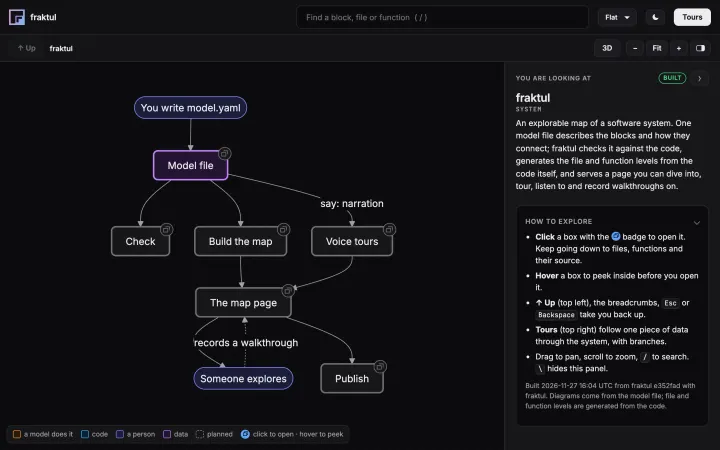 fraktul
Find a block, file or function ( / )
Flat
Tours
↑ Up fraktul
3D − Fit +
You write model.yaml
Model file
say: narration
Check
Build the map
Voice tours
The map page
records a walkthrough
Someone explores
Publish
a model does it code a person data planned click to open · hover to peek
YOU ARE LOOKING AT BUILT
fraktul
SYSTEM
An explorable map of a software system. One
model file describes the blocks and how they
connect; fraktul checks it against the code,
generates the file and function levels from the
code itself, and serves a page you can dive into,
tour, listen to and record walkthroughs on.
HOW TO EXPLORE
• Click a box with the badge to open it.
Keep going down to files, functions and
their source.
• Hover a box to peek inside before you open
it.
• ↑ Up (top left), the breadcrumbs, Esc or
Backspace take you back up.
• Tours (top right) follow one piece of data
through the system, with branches.
• Drag to pan, scroll to zoom, / to search.
\ hides this panel.
Built 2026-11-27 16:04 UTC from fraktul e352fad with
fraktul. Diagrams come from the model file; file and
function levels are generated from the code.